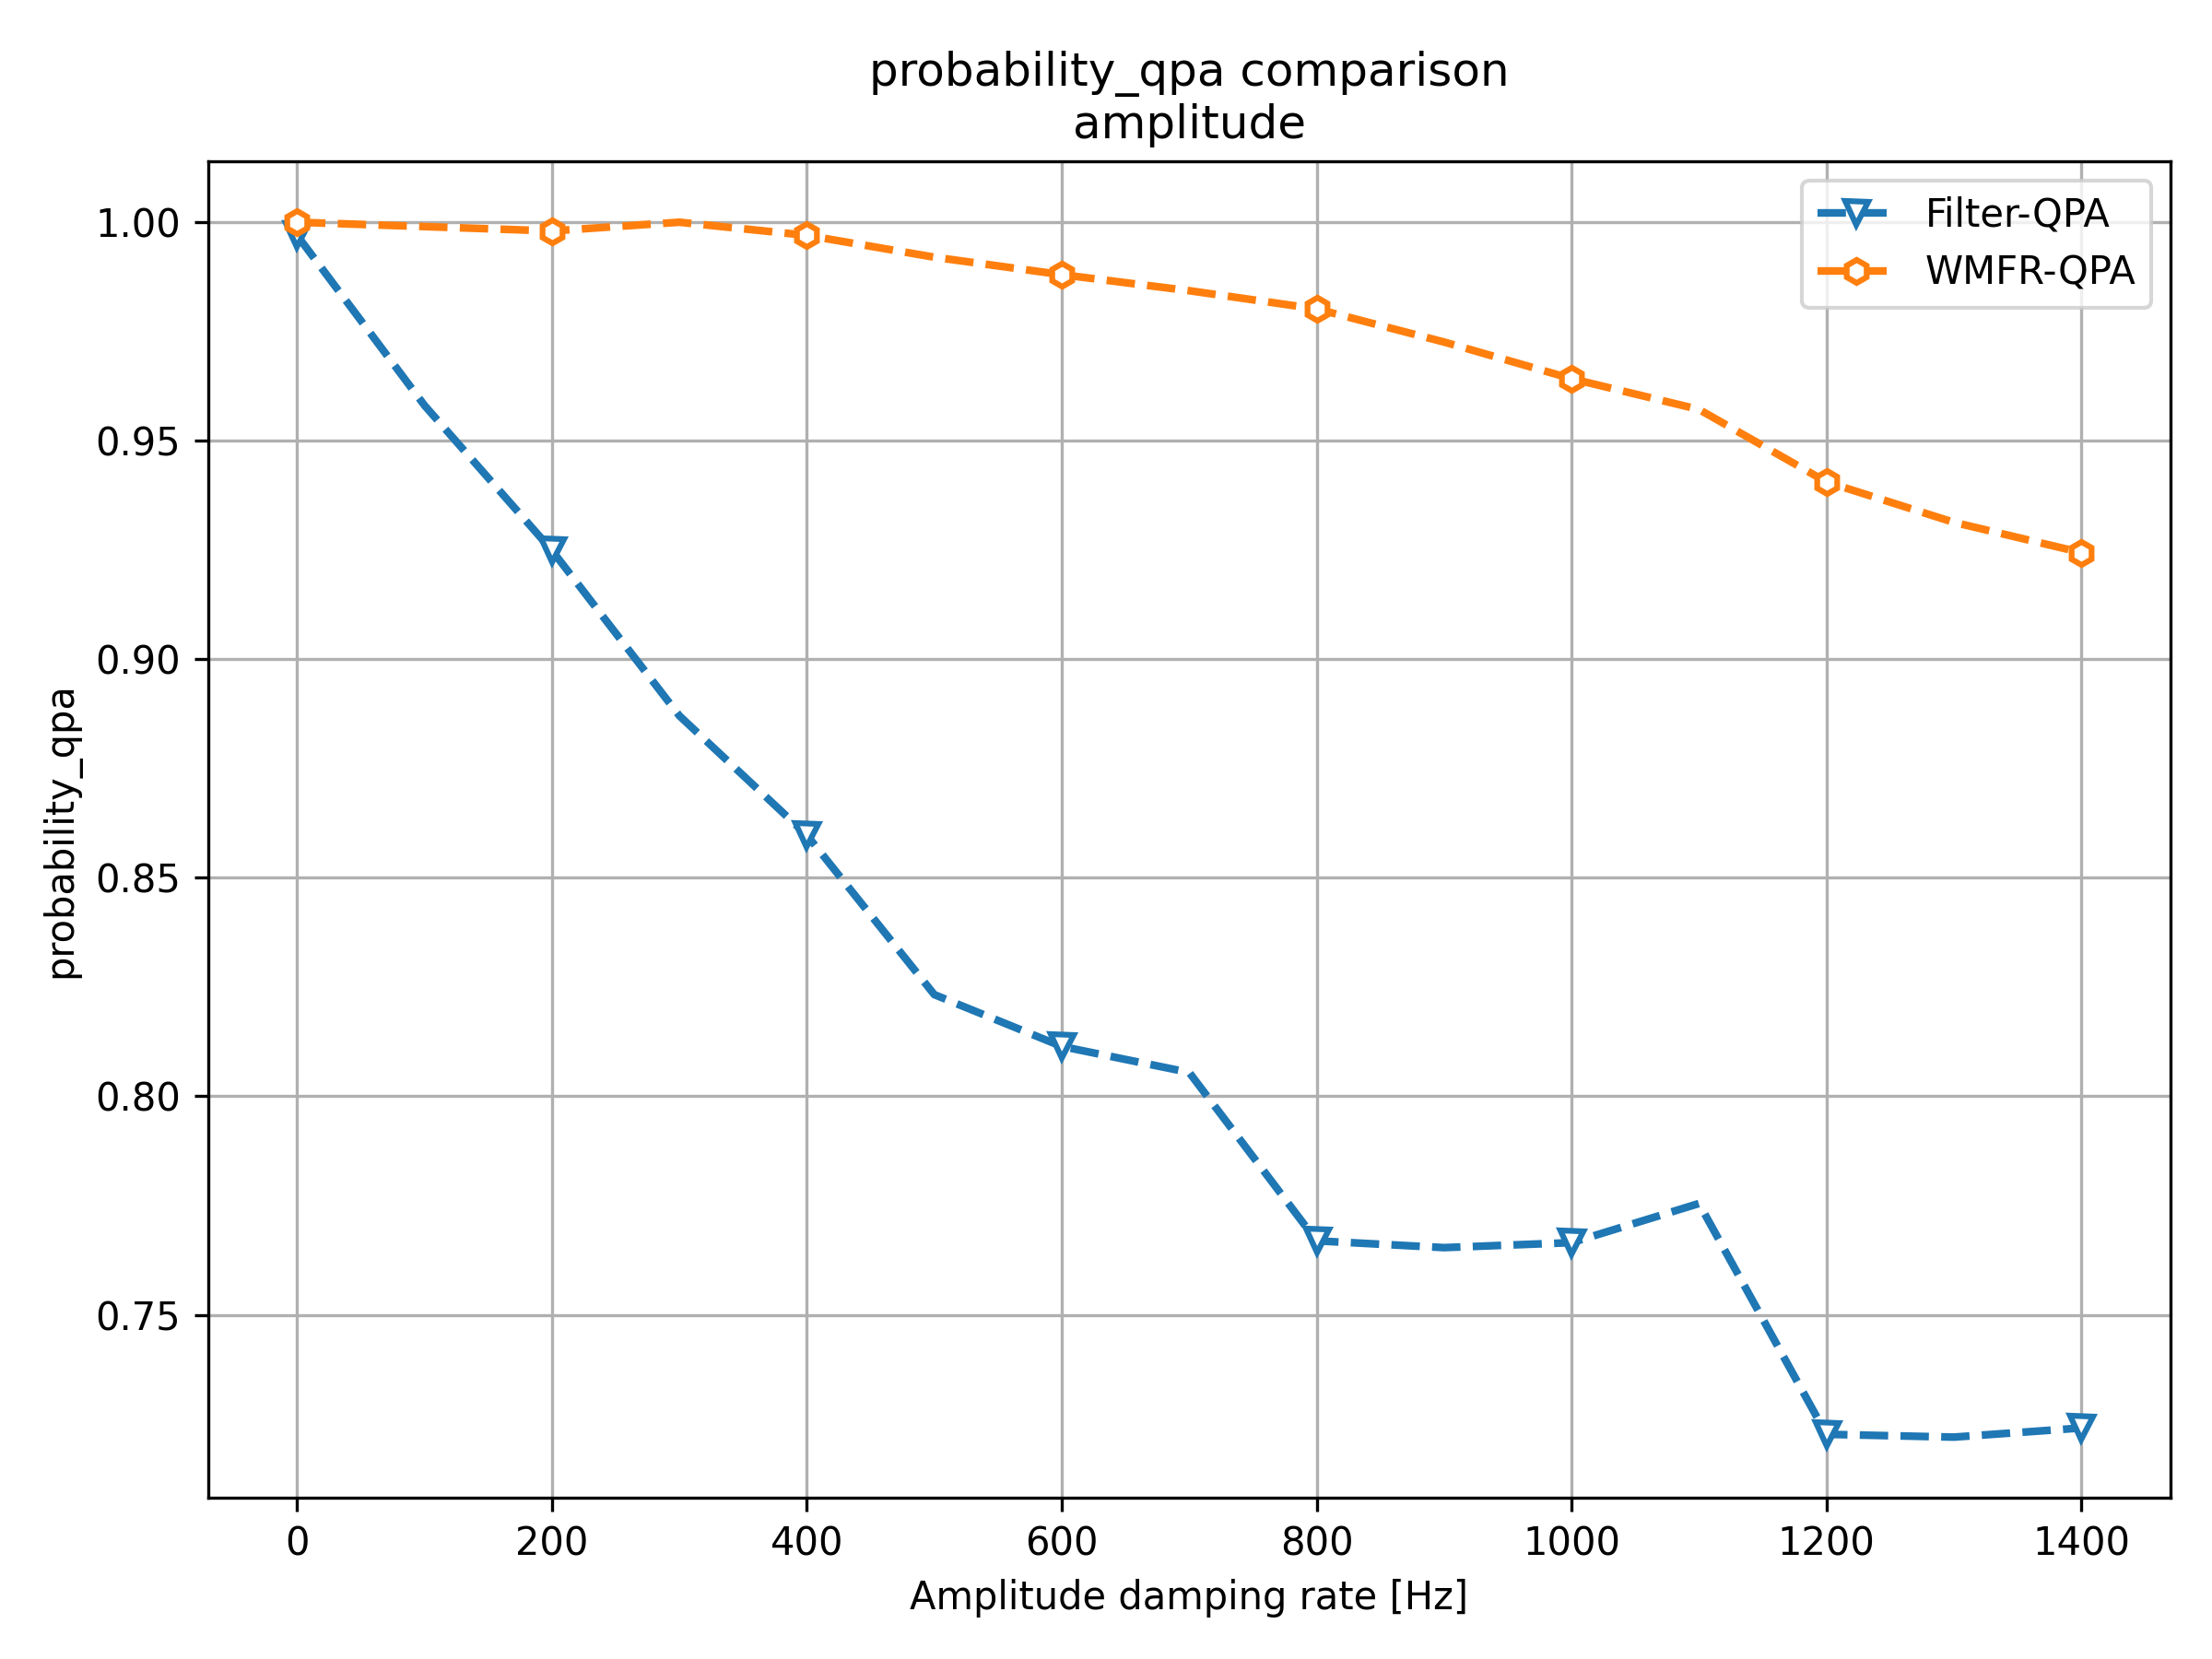 probability_qpa comparison
amplitude
Filter-QPA
WMFR-QPA
1.00
0.95
0.90
0.85
0.80
0.75
probability_qpa
0 200 400 600 800 1000 1200 1400
Amplitude damping rate [Hz]